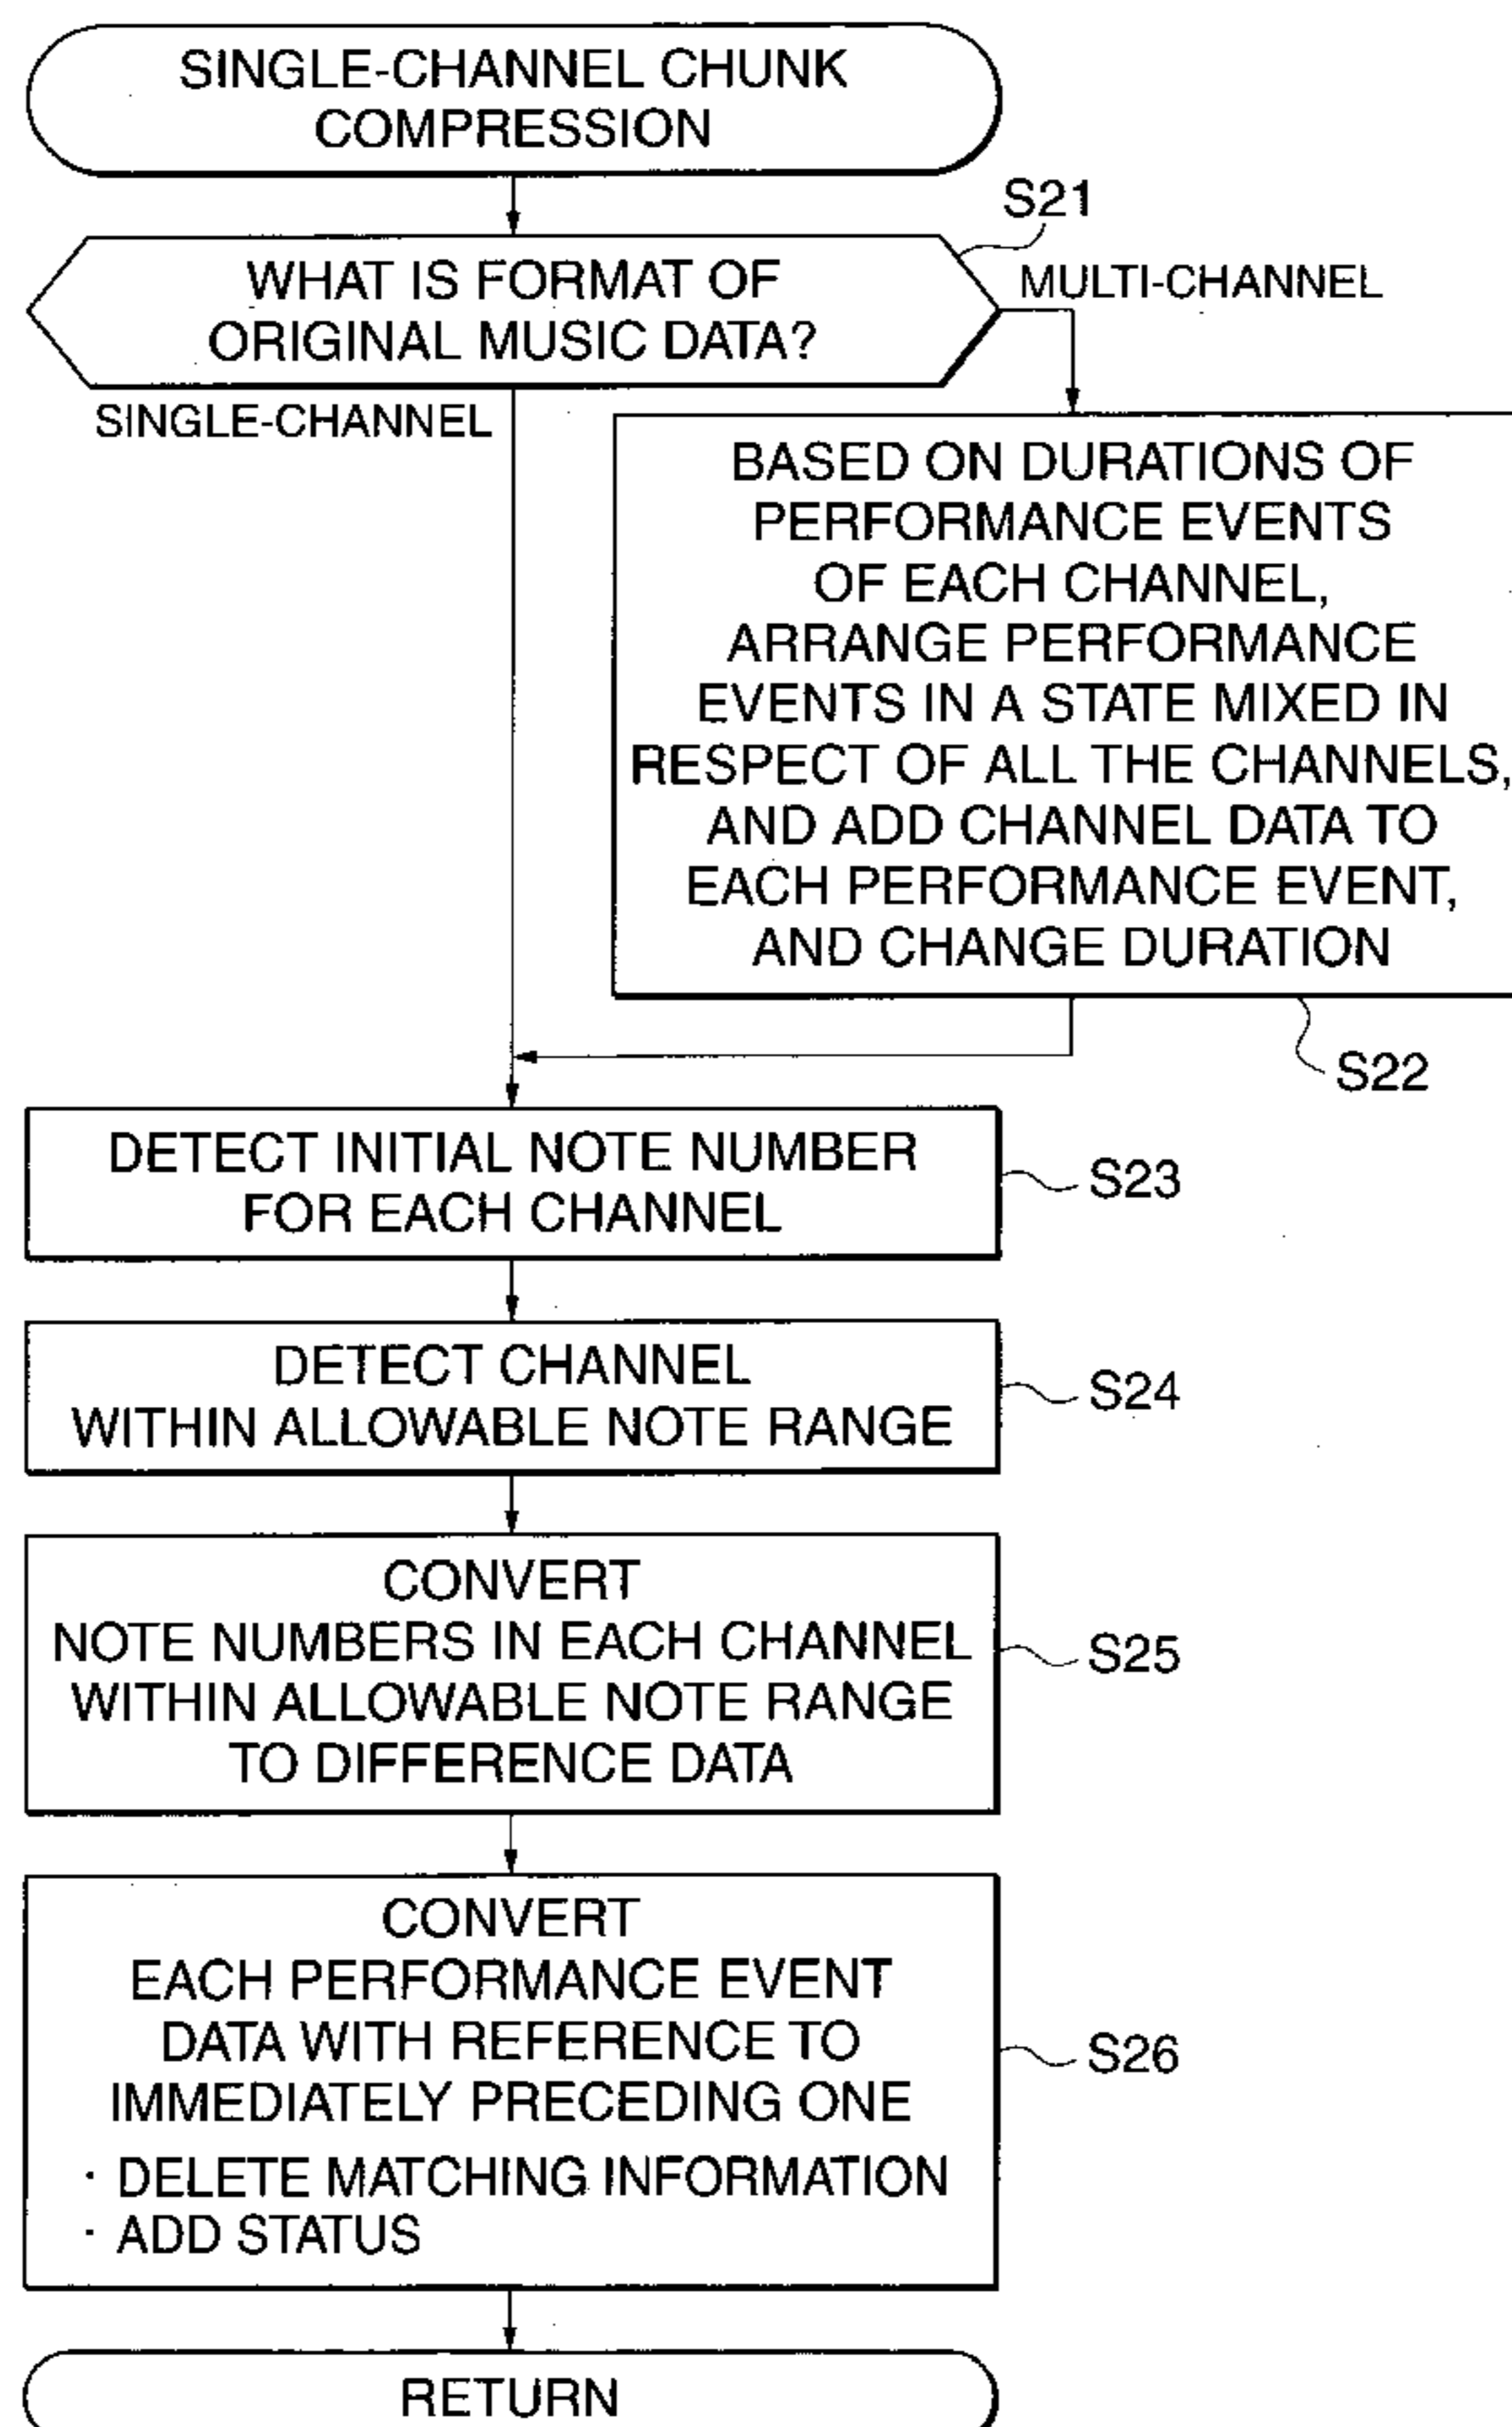 SINGLE-CHANNEL CHUNK
COMPRESSION
S21
WHAT IS FORMAT OF
ORIGINAL MUSIC DATA?
MULTI-CHANNEL
SINGLE-CHANNEL
BASED ON DURATIONS OF
PERFORMANCE EVENTS
OF EACH CHANNEL,
ARRANGE PERFORMANCE
EVENTS IN A STATE MIXED IN
RESPECT OF ALL THE CHANNELS,
AND ADD CHANNEL DATA TO
EACH PERFORMANCE EVENT,
AND CHANGE DURATION
S22
DETECT INITIAL NOTE NUMBER
FOR EACH CHANNEL
S23
DETECT CHANNEL
WITHIN ALLOWABLE NOTE RANGE
S24
CONVERT
NOTE NUMBERS IN EACH CHANNEL
WITHIN ALLOWABLE NOTE RANGE
TO DIFFERENCE DATA
S25
CONVERT
EACH PERFORMANCE EVENT
DATA WITH REFERENCE TO
IMMEDIATELY PRECEDING ONE
· DELETE MATCHING INFORMATION
· ADD STATUS
S26
RETURN